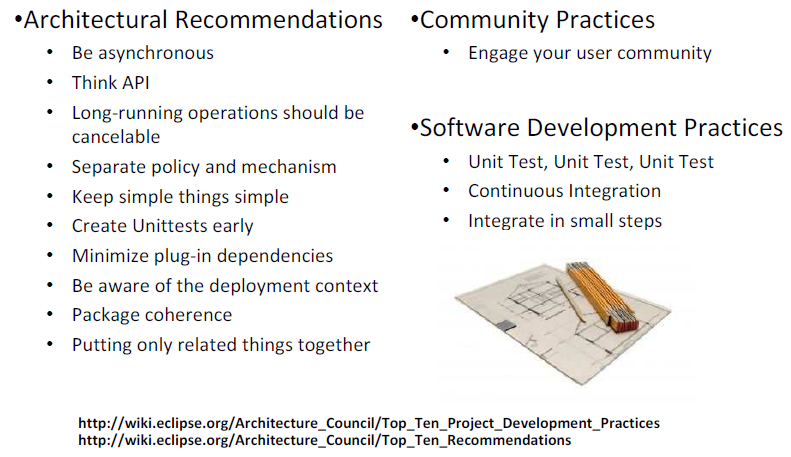 •Architectural Recommendations
• Be asynchronous
• Think API
• Long-running operations should be
cancelable
• Separate policy and mechanism
• Keep simple things simple
• Create Unittests early
• Minimize plug-in dependencies
• Be aware of the deployment context
• Package coherence
• Putting only related things together
•Community Practices
• Engage your user community
•Software Development Practices
• Unit Test, Unit Test, Unit Test
• Continuous Integration
• Integrate in small steps
http://wiki.eclipse.org/Architecture_Council/Top_Ten_Project_Development_Practices
http://wiki.eclipse.org/Architecture_Council/Top_Ten_Recommendations